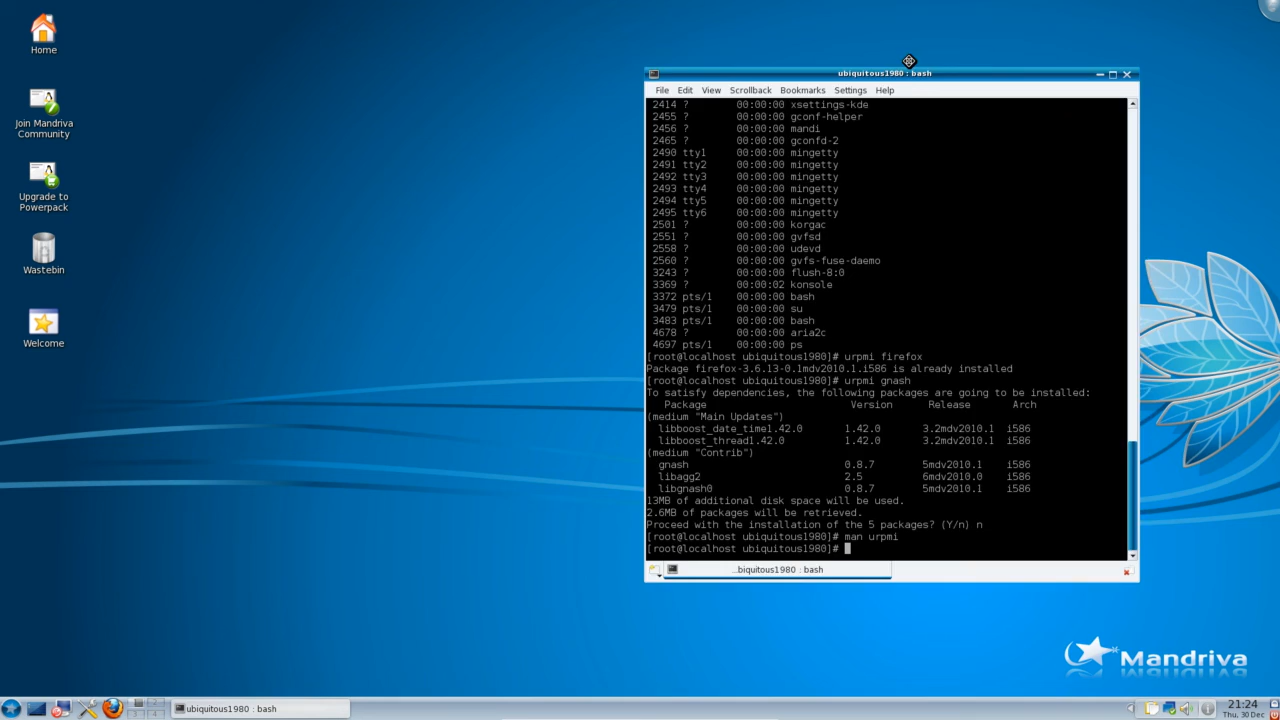 Home
Join Mandriva
Community
Upgrade to
Powerpack
Wastebin
Welcome
ubiquitous1980 : bash
File Edit View Scrollback Bookmarks Settings Help
2414 ? 00:00:00 xsettings-kde
2455 ? 00:00:00 gconf-helper
2456 ? 00:00:00 mandi
2465 ? 00:00:00 gconfd-2
2490 tty1 00:00:00 mingetty
2491 tty2 00:00:00 mingetty
2492 tty3 00:00:00 mingetty
2493 tty4 00:00:00 mingetty
2494 tty5 00:00:00 mingetty
2495 tty6 00:00:00 mingetty
2501 ? 00:00:00 korgac
2551 ? 00:00:00 gvfsd
2558 ? 00:00:00 udevd
2560 ? 00:00:00 gvfs-fuse-daemo
3243 ? 00:00:00 flush-8:0
3369 ? 00:00:02 konsole
3372 pts/1 00:00:00 bash
3479 pts/1 00:00:00 su
3483 pts/1 00:00:00 bash
4678 ? 00:00:00 aria2c
4697 pts/1 00:00:00 ps
[root@localhost ubiquitous1980]# urpmi firefox
Package firefox-3.6.13-0.1mdv2010.1.i586 is already installed
[root@localhost ubiquitous1980]# urpmi gnash
To satisfy dependencies, the following packages are going to be installed:
Package Version Release Arch
(medium "Main Updates")
libboost_date_time1.42.0 1.42.0 3.2mdv2010.1 i586
libboost_thread1.42.0 1.42.0 3.2mdv2010.1 i586
(medium "Contrib")
gnash 0.8.7 5mdv2010.1 i586
libagg2 2.5 6mdv2010.0 i586
libgnash0 0.8.7 5mdv2010.1 i586
13MB of additional disk space will be used.
2.6MB of packages will be retrieved.
Proceed with the installation of the 5 packages? (Y/n) n
[root@localhost ubiquitous1980]# man urpmi
[root@localhost ubiquitous1980]#
...biquitous1980 : bash
Mandriva
ubiquitous1980 : bash
21:24
Thu, 30 Dec